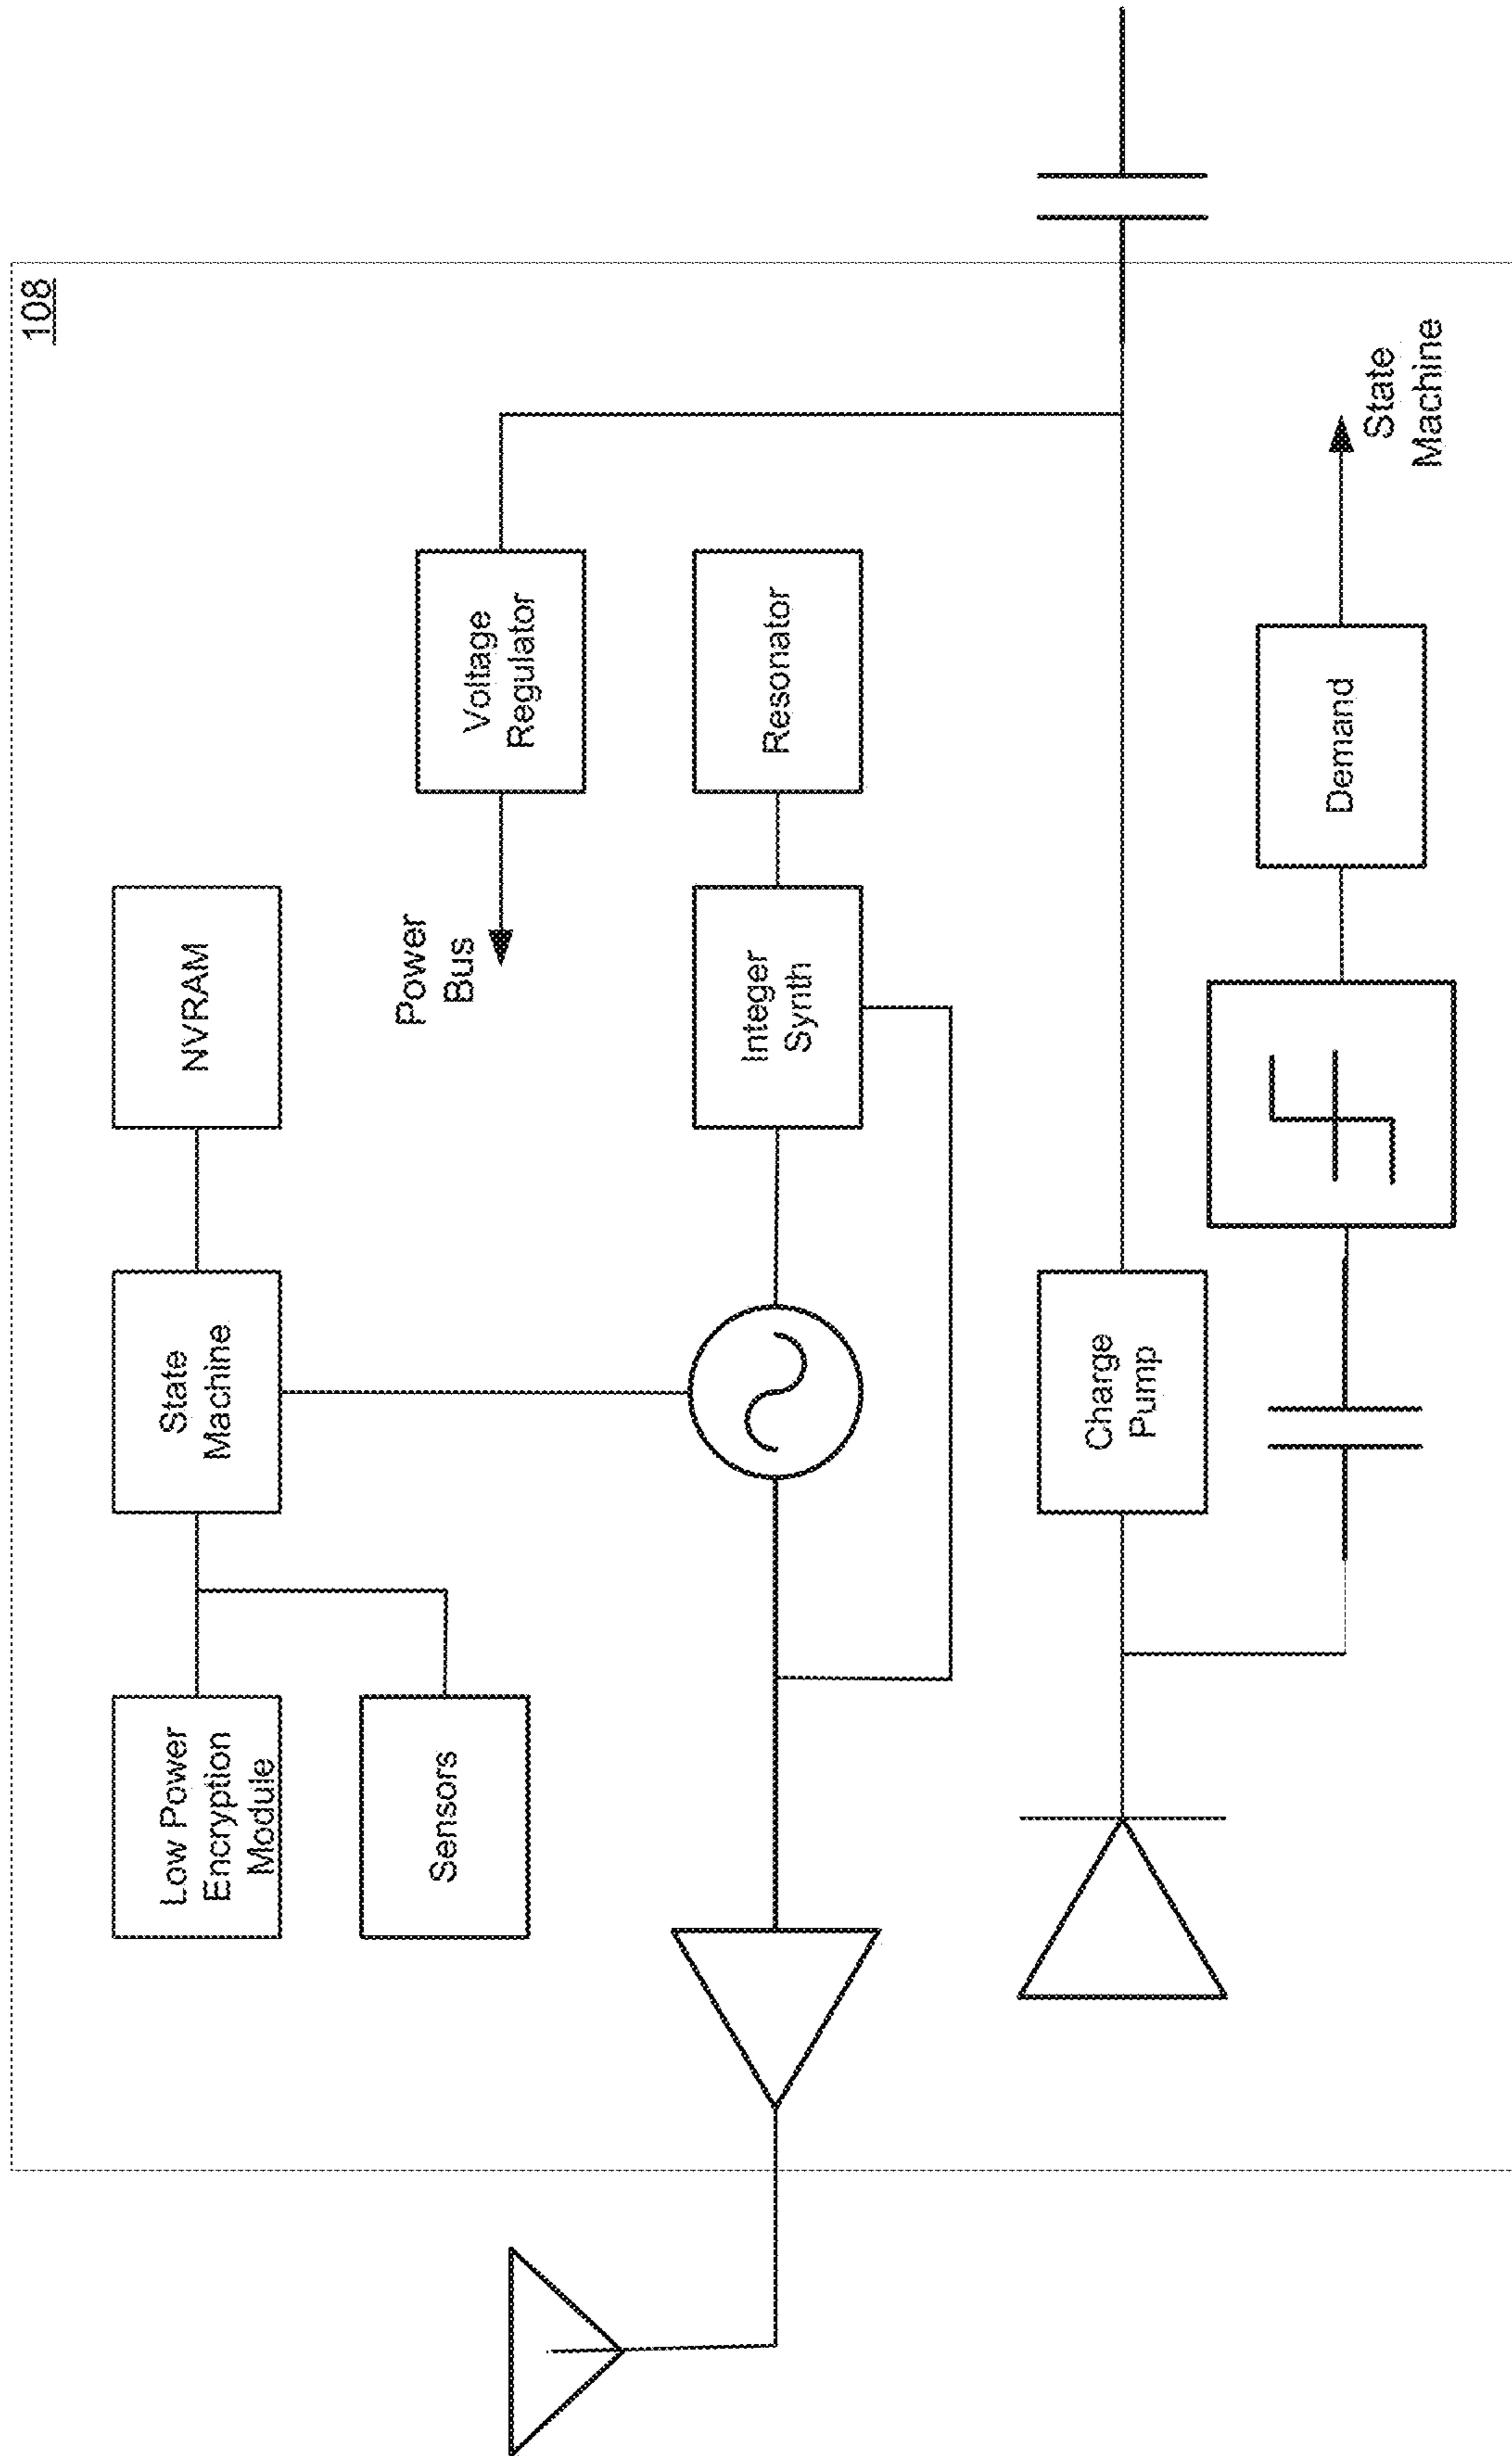 108
Low Power
Encryption
Module
State
Machine
NVRAM
Sensors
Power
Bus
Voltage
Regulator
Integer
Synth
Resonator
Charge
Pump
Demand
State
Machine